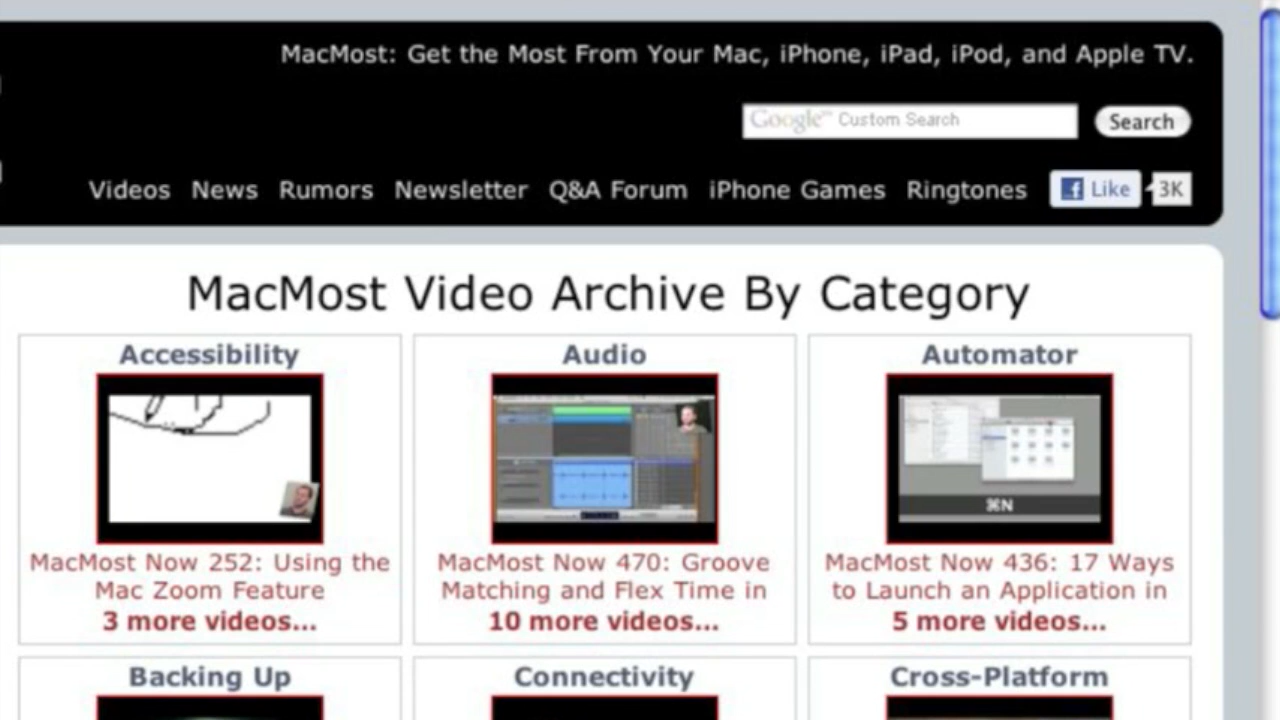 MacMost: Get the Most From Your Mac, iPhone, iPad, iPod, and Apple TV.
Google™ Custom Search Search
Videos News Rumors Newsletter Q&A Forum iPhone Games Ringtones Like 3K
MacMost Video Archive By Category
Accessibility
MacMost Now 252: Using the
Mac Zoom Feature
3 more videos...
Audio
MacMost Now 470: Groove
Matching and Flex Time in
10 more videos...
Automator
⌘N
MacMost Now 436: 17 Ways
to Launch an Application in
5 more videos...
Backing Up
Connectivity
Cross-Platform